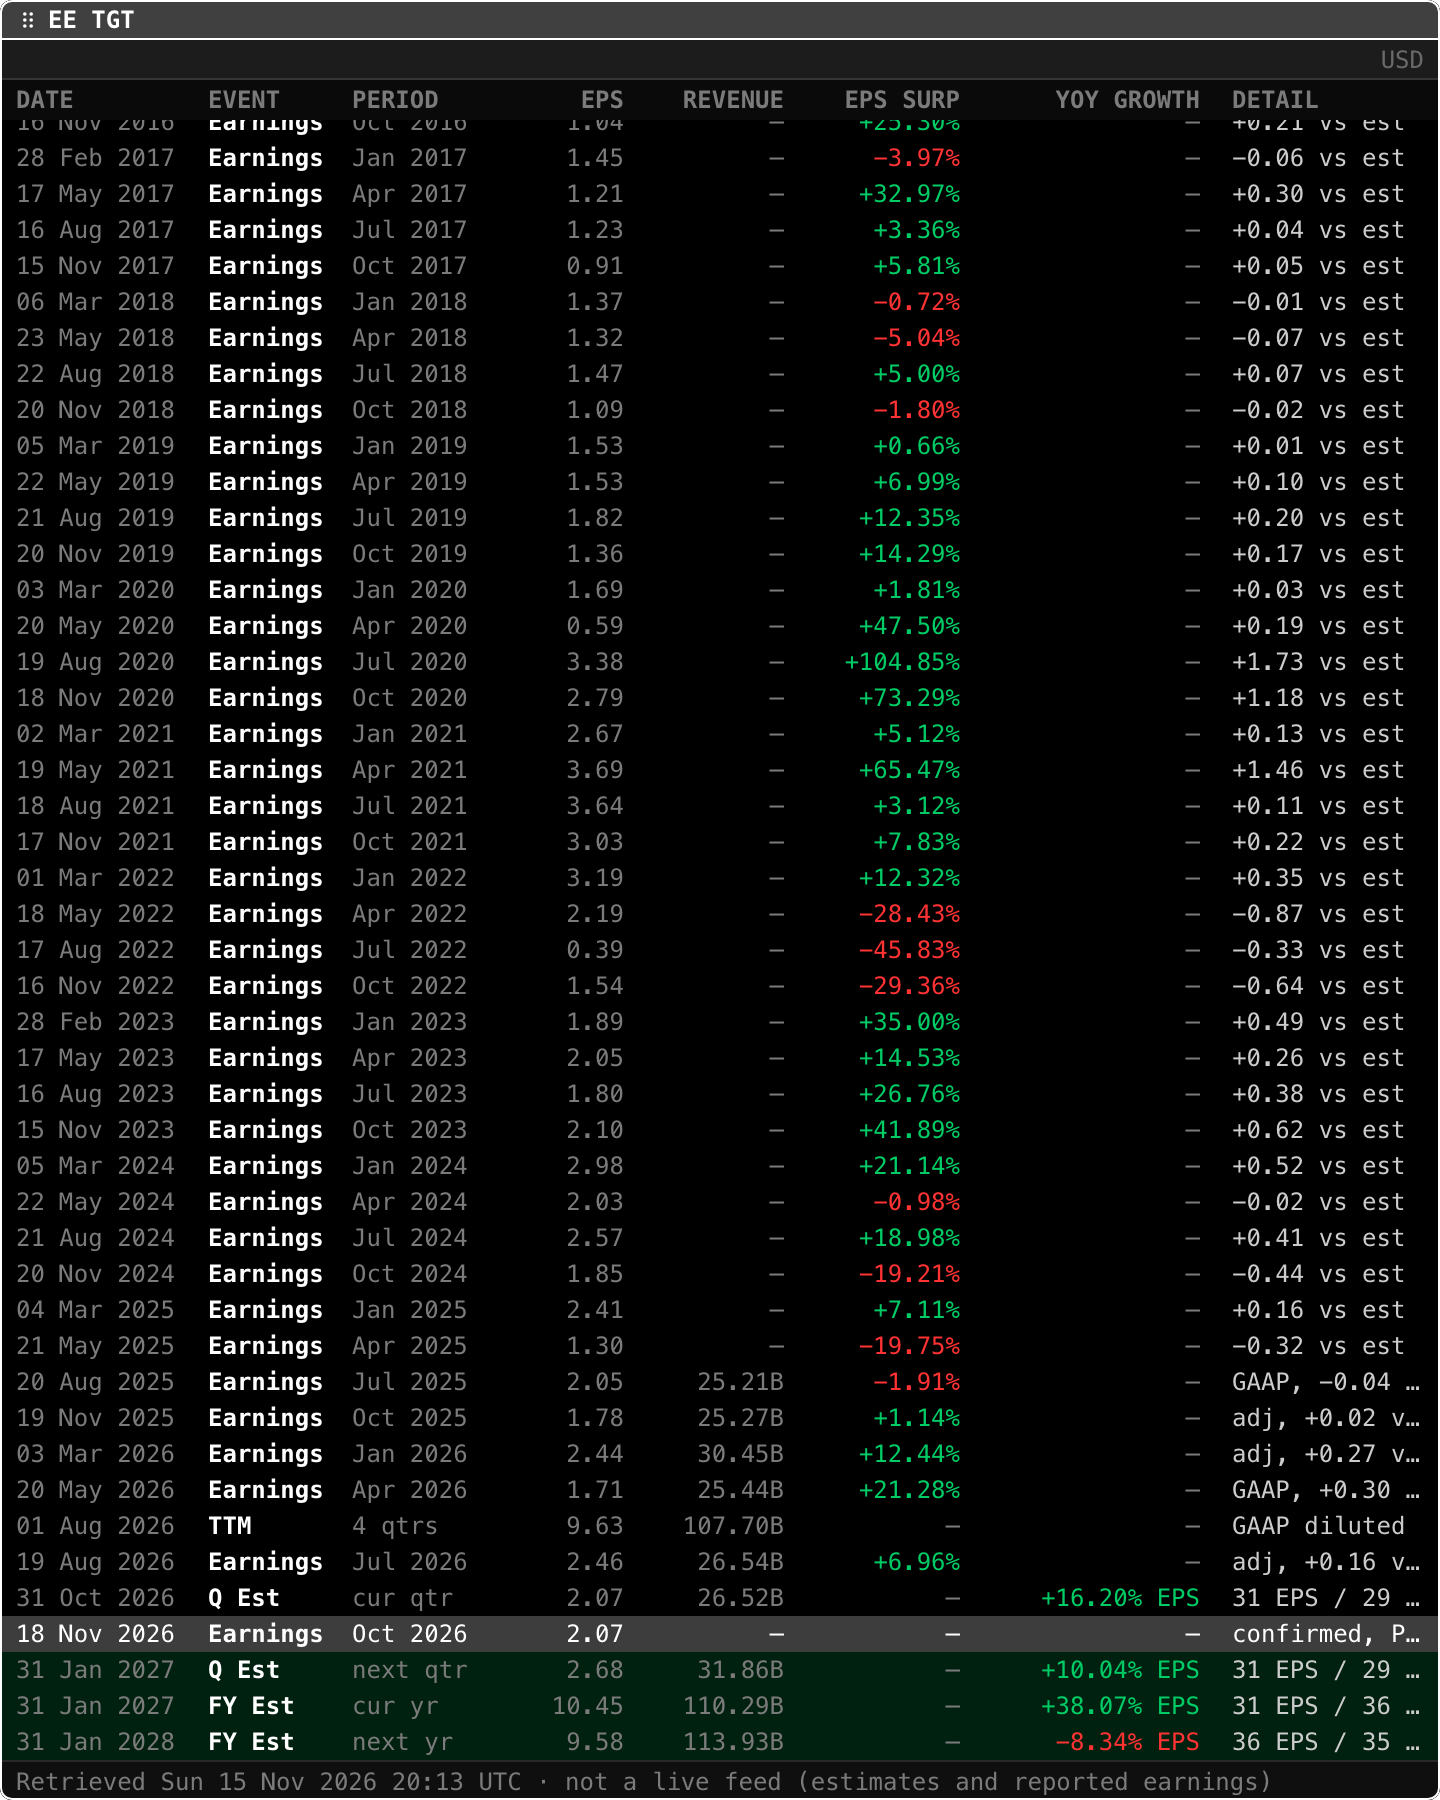 EE TGT
USD
DATE EVENT PERIOD EPS REVENUE EPS SURP YOY GROWTH DETAIL
16 Nov 2016 Earnings Oct 2016 1.04 — +25.30% — +0.21 vs est
28 Feb 2017 Earnings Jan 2017 1.45 — −3.97% — −0.06 vs est
17 May 2017 Earnings Apr 2017 1.21 — +32.97% — +0.30 vs est
16 Aug 2017 Earnings Jul 2017 1.23 — +3.36% — +0.04 vs est
15 Nov 2017 Earnings Oct 2017 0.91 — +5.81% — +0.05 vs est
06 Mar 2018 Earnings Jan 2018 1.37 — −0.72% — −0.01 vs est
23 May 2018 Earnings Apr 2018 1.32 — −5.04% — −0.07 vs est
22 Aug 2018 Earnings Jul 2018 1.47 — +5.00% — +0.07 vs est
20 Nov 2018 Earnings Oct 2018 1.09 — −1.80% — −0.02 vs est
05 Mar 2019 Earnings Jan 2019 1.53 — +0.66% — +0.01 vs est
22 May 2019 Earnings Apr 2019 1.53 — +6.99% — +0.10 vs est
21 Aug 2019 Earnings Jul 2019 1.82 — +12.35% — +0.20 vs est
20 Nov 2019 Earnings Oct 2019 1.36 — +14.29% — +0.17 vs est
03 Mar 2020 Earnings Jan 2020 1.69 — +1.81% — +0.03 vs est
20 May 2020 Earnings Apr 2020 0.59 — +47.50% — +0.19 vs est
19 Aug 2020 Earnings Jul 2020 3.38 — +104.85% — +1.73 vs est
18 Nov 2020 Earnings Oct 2020 2.79 — +73.29% — +1.18 vs est
02 Mar 2021 Earnings Jan 2021 2.67 — +5.12% — +0.13 vs est
19 May 2021 Earnings Apr 2021 3.69 — +65.47% — +1.46 vs est
18 Aug 2021 Earnings Jul 2021 3.64 — +3.12% — +0.11 vs est
17 Nov 2021 Earnings Oct 2021 3.03 — +7.83% — +0.22 vs est
01 Mar 2022 Earnings Jan 2022 3.19 — +12.32% — +0.35 vs est
18 May 2022 Earnings Apr 2022 2.19 — −28.43% — −0.87 vs est
17 Aug 2022 Earnings Jul 2022 0.39 — −45.83% — −0.33 vs est
16 Nov 2022 Earnings Oct 2022 1.54 — −29.36% — −0.64 vs est
28 Feb 2023 Earnings Jan 2023 1.89 — +35.00% — +0.49 vs est
17 May 2023 Earnings Apr 2023 2.05 — +14.53% — +0.26 vs est
16 Aug 2023 Earnings Jul 2023 1.80 — +26.76% — +0.38 vs est
15 Nov 2023 Earnings Oct 2023 2.10 — +41.89% — +0.62 vs est
05 Mar 2024 Earnings Jan 2024 2.98 — +21.14% — +0.52 vs est
22 May 2024 Earnings Apr 2024 2.03 — −0.98% — −0.02 vs est
21 Aug 2024 Earnings Jul 2024 2.57 — +18.98% — +0.41 vs est
20 Nov 2024 Earnings Oct 2024 1.85 — −19.21% — −0.44 vs est
04 Mar 2025 Earnings Jan 2025 2.41 — +7.11% — +0.16 vs est
21 May 2025 Earnings Apr 2025 1.30 — −19.75% — −0.32 vs est
20 Aug 2025 Earnings Jul 2025 2.05 25.21B −1.91% — GAAP, −0.04 …
19 Nov 2025 Earnings Oct 2025 1.78 25.27B +1.14% — adj, +0.02 v…
03 Mar 2026 Earnings Jan 2026 2.44 30.45B +12.44% — adj, +0.27 v…
20 May 2026 Earnings Apr 2026 1.71 25.44B +21.28% — GAAP, +0.30 …
01 Aug 2026 TTM 4 qtrs 9.63 107.70B — — GAAP diluted
19 Aug 2026 Earnings Jul 2026 2.46 26.54B +6.96% — adj, +0.16 v…
31 Oct 2026 Q Est cur qtr 2.07 26.52B — +16.20% EPS 31 EPS / 29 …
18 Nov 2026 Earnings Oct 2026 2.07 — — — confirmed, P…
31 Jan 2027 Q Est next qtr 2.68 31.86B — +10.04% EPS 31 EPS / 29 …
31 Jan 2027 FY Est cur yr 10.45 110.29B — +38.07% EPS 31 EPS / 36 …
31 Jan 2028 FY Est next yr 9.58 113.93B — −8.34% EPS 36 EPS / 35 …
Retrieved Sun 15 Nov 2026 20:13 UTC · not a live feed (estimates and reported earnings)